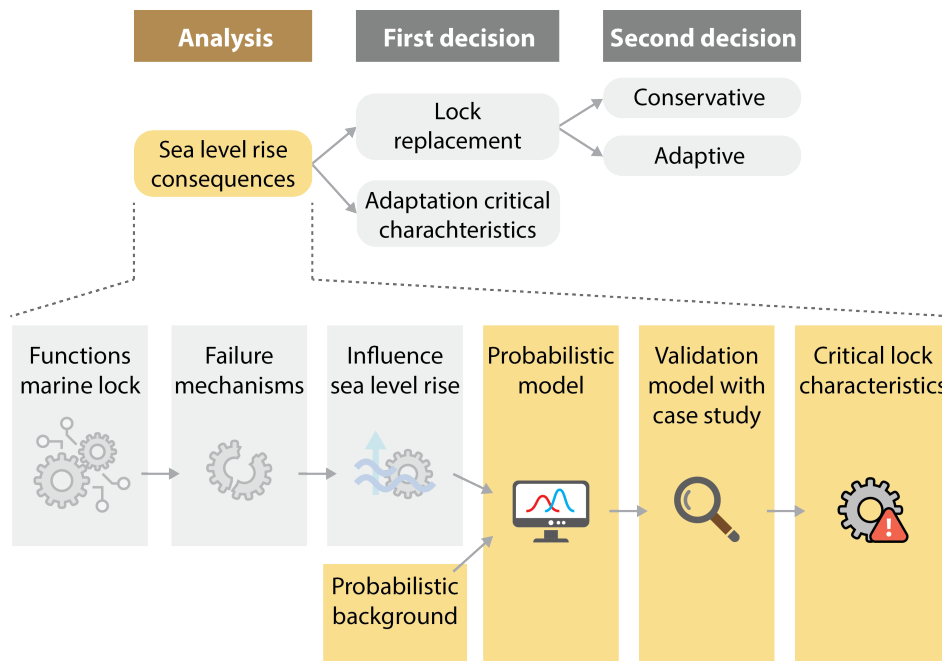 Analysis
First decision
Second decision
Sea level rise
consequences
Lock
replacement
Adaptation critical
charachteristics
Conservative
Adaptive
Functions
marine lock
Failure
mechanisms
Influence
sea level rise
Probabilistic
background
Probabilistic
model
Validation
model with
case study
Critical lock
characteristics
!